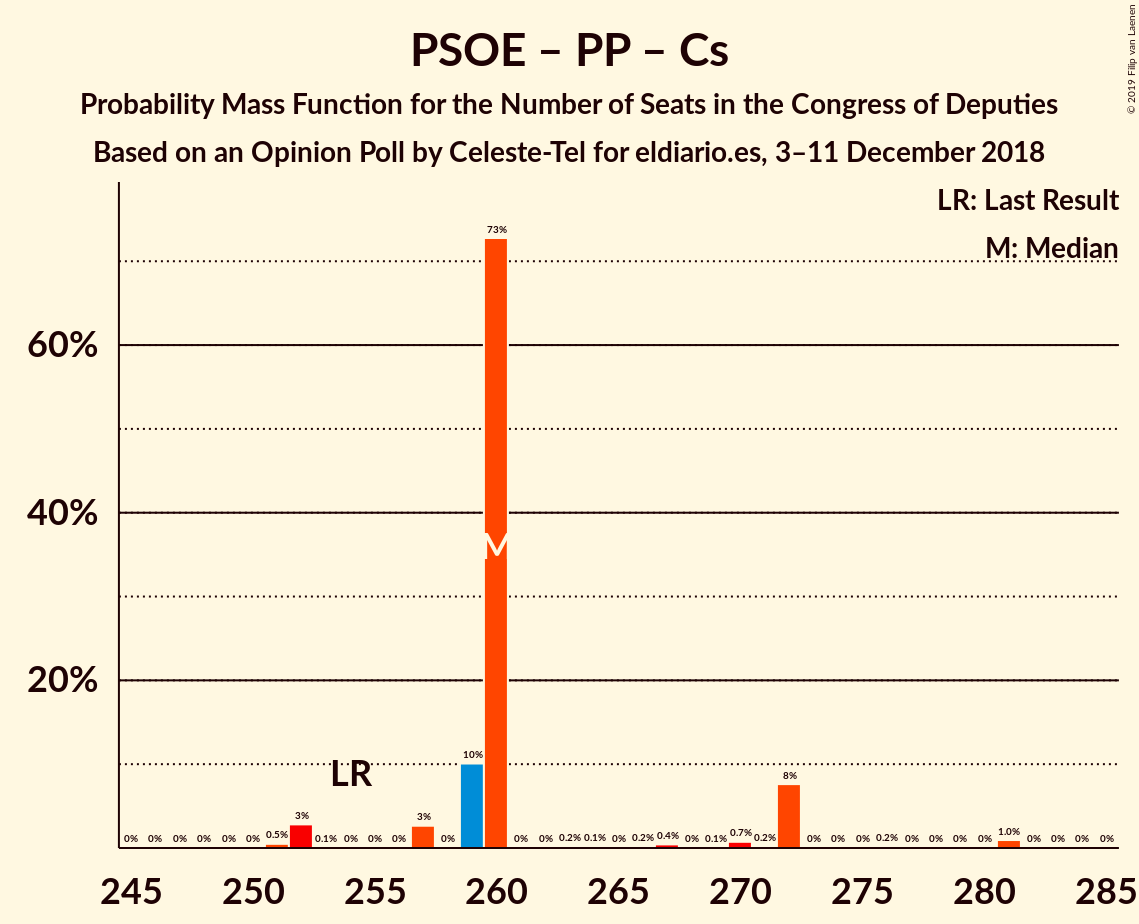 PSOE – PP – Cs
Probability Mass Function for the Number of Seats in the Congress of Deputies
Based on an Opinion Poll by Celeste-Tel for eldiario.es, 3–11 December 2018
© 2019 Filip van Laenen
LR: Last Result
M: Median
60%
40%
20%
LR
M
0% 0% 0% 0% 0% 0% 0.5% 3% 0.1% 0% 0% 0% 3% 0% 10% 73% 0% 0% 0.2% 0.1% 0% 0.2% 0.4% 0% 0.1% 0.7% 0.2% 8% 0% 0% 0% 0.2% 0% 0% 0% 0% 1.0% 0% 0% 0% 0%
245 250 255 260 265 270 275 280 285